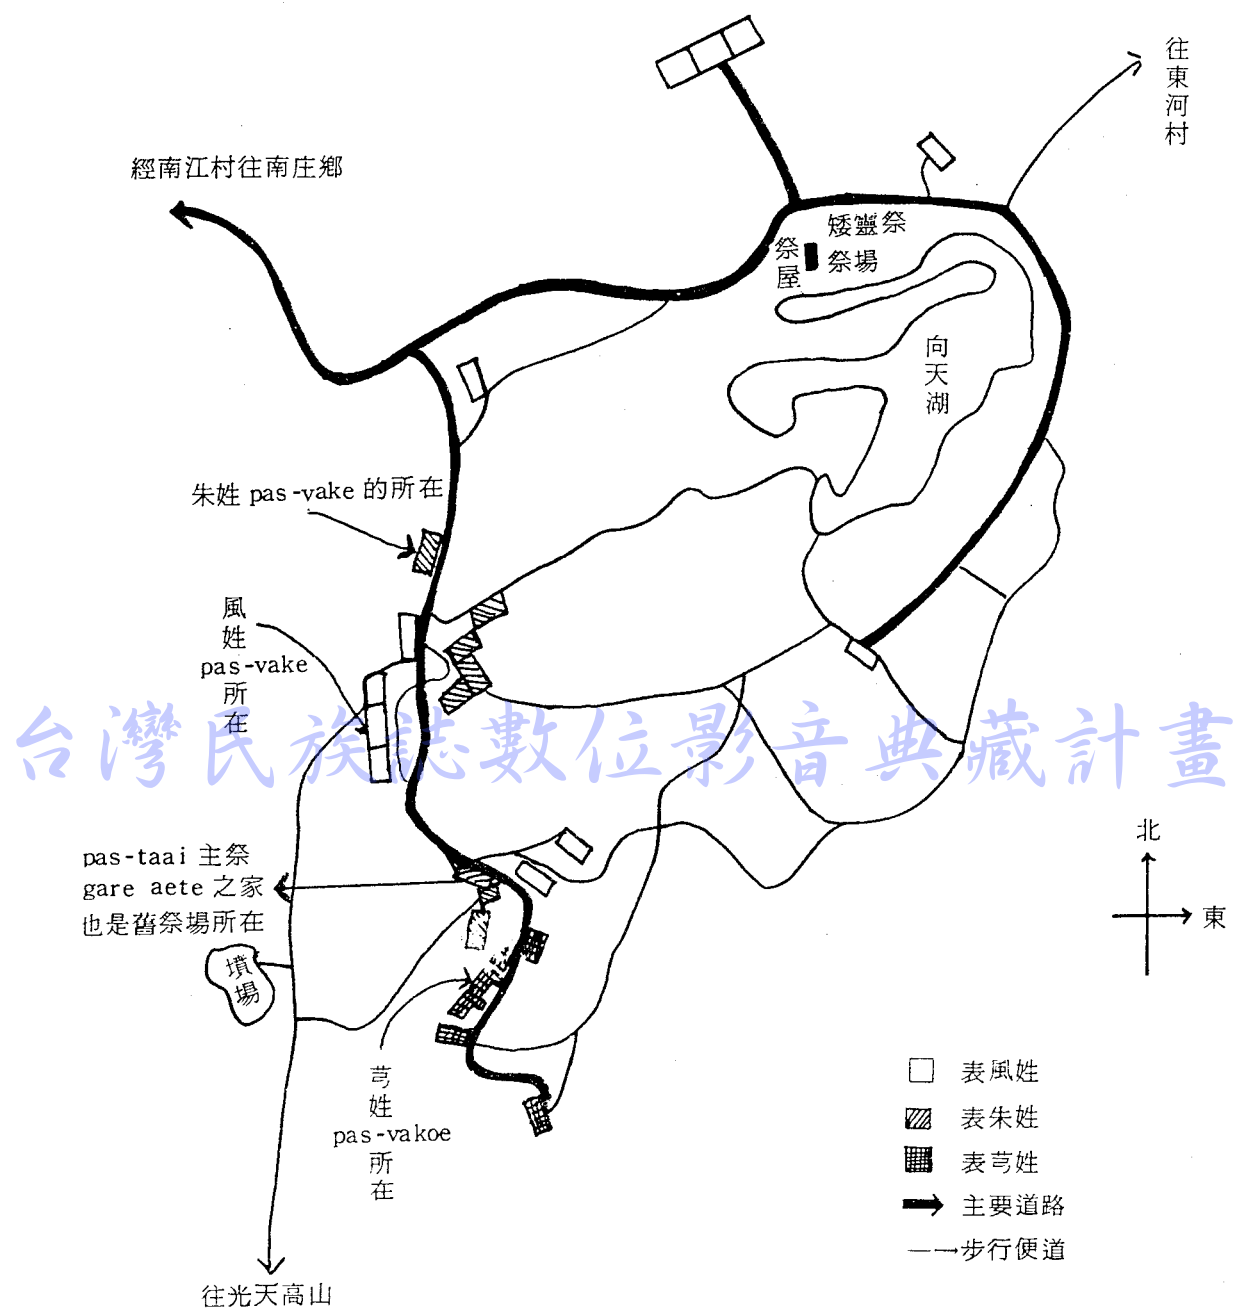 往東河村
經南江村往南庄鄉
矮靈祭
祭場
祭屋
向天湖
朱姓 pas-vake 的所在
風姓
pas-vake
所在
台灣民族誌數位影音典藏計畫
pas-taai 主祭
gare aete 之家
也是舊祭場所在
墳場
北
東
芎姓
pas-vakoe
所在
表風姓
表朱姓
表芎姓
主要道路
步行便道
往光天高山